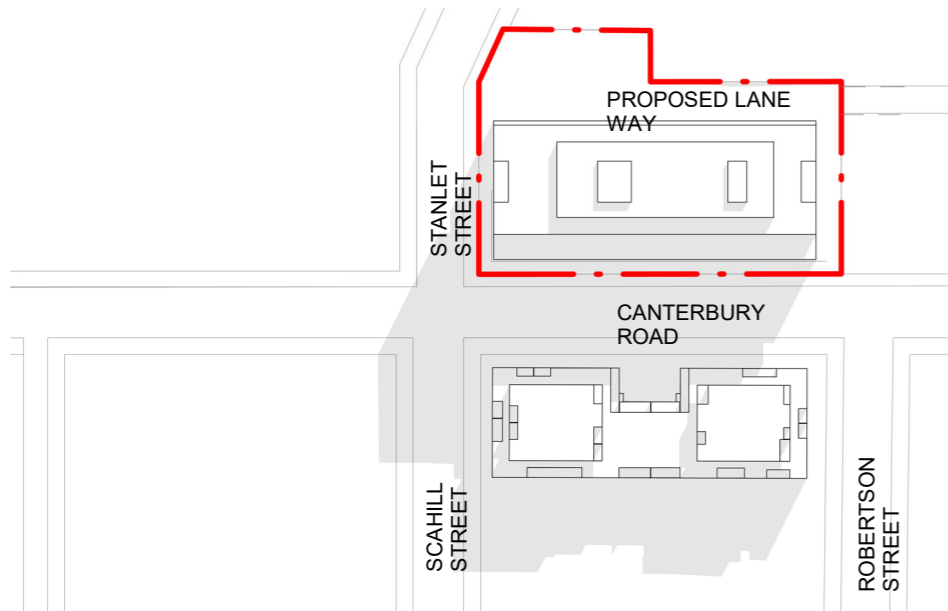 PROPOSED LANE
WAY
STANLET
STREET
CANTERBURY
ROAD
SCAHILL
STREET
ROBERTSON
STREET